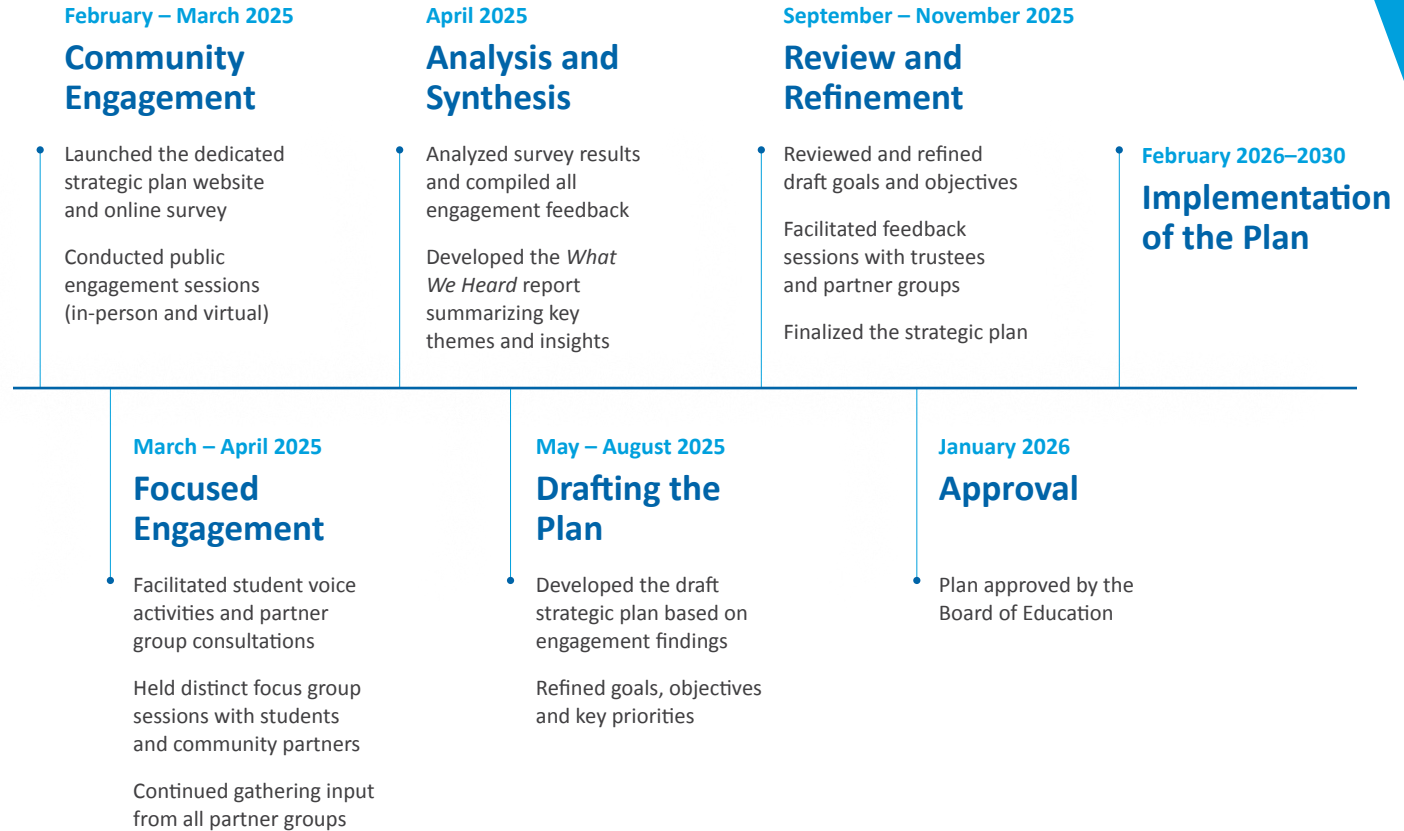 February – March 2025
Community
Engagement
Launched the dedicated
strategic plan website
and online survey
Conducted public
engagement sessions
(in-person and virtual)
March – April 2025
Focused
Engagement
Facilitated student voice
activities and partner
group consultations
Held distinct focus group
sessions with students
and community partners
Continued gathering input
from all partner groups
April 2025
Analysis and
Synthesis
Analyzed survey results
and compiled all
engagement feedback
Developed the What
We Heard report
summarizing key
themes and insights
May – August 2025
Drafting the
Plan
Developed the draft
strategic plan based on
engagement findings
Refined goals, objectives
and key priorities
September – November 2025
Review and
Refinement
Reviewed and refined
draft goals and objectives
Facilitated feedback
sessions with trustees
and partner groups
Finalized the strategic plan
January 2026
Approval
Plan approved by the
Board of Education
February 2026–2030
Implementation
of the Plan